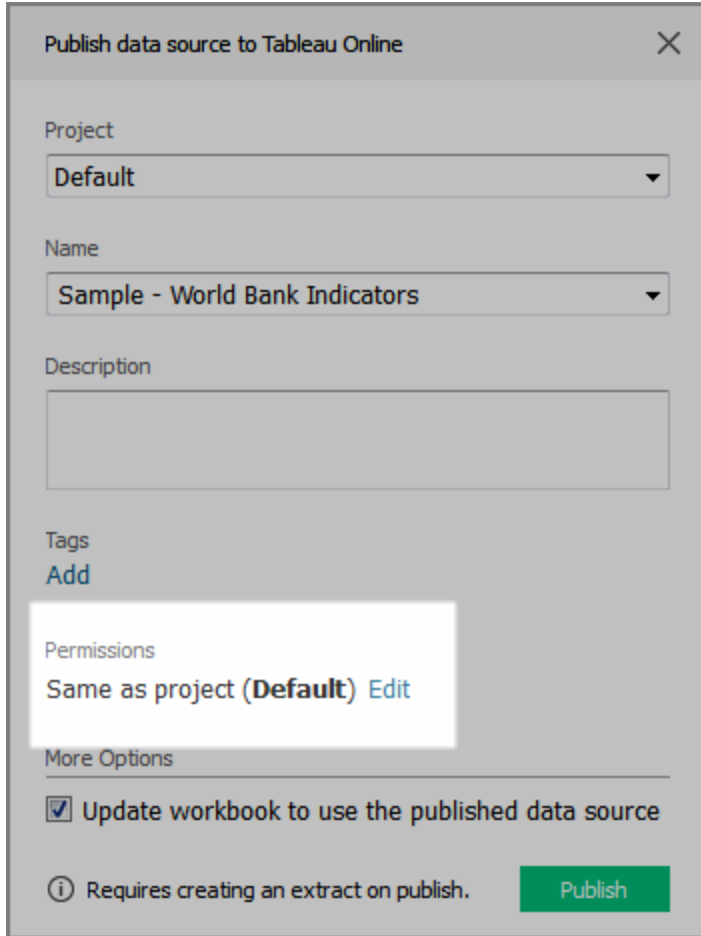 Publish data source to Tableau Online
Project
Default
Name
Sample - World Bank Indicators
Description
Tags
Add
Permissions
Same as project (Default) Edit
More Options
Update workbook to use the published data source
Requires creating an extract on publish.
Publish